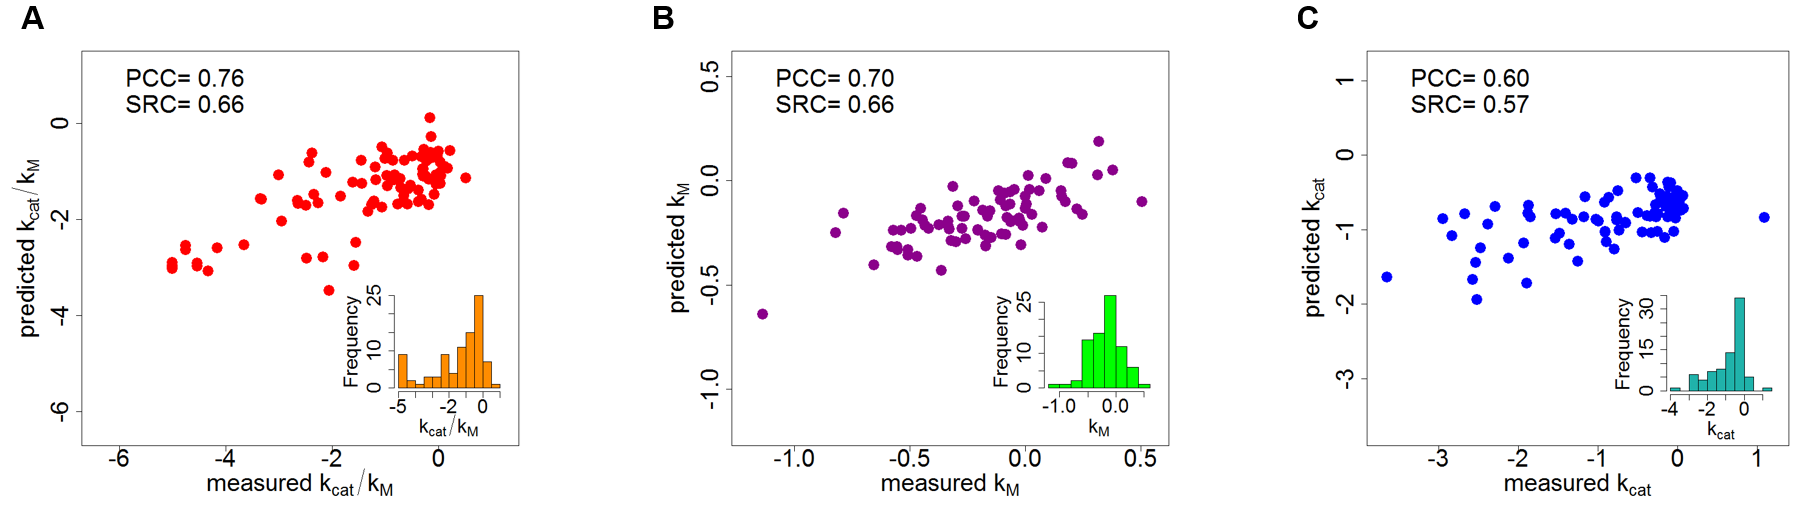 A
PCC= 0.76
SRC= 0.66
0
-2
-4
-6
predicted kcat/kM
-6 -4 -2 0
measured kcat/kM
25
10
0
Frequency
-5 -2 0
kcat/kM
B
PCC= 0.70
SRC= 0.66
0.5
0.0
-0.5
-1.0
predicted kM
-1.0 -0.5 0.0 0.5
measured kM
25
10
0
Frequency
-1.0 0.0
kM
C
PCC= 0.60
SRC= 0.57
1
0
-1
-2
-3
predicted kcat
-3 -2 -1 0 1
measured kcat
30
15
0
Frequency
-4 -2 0
kcat